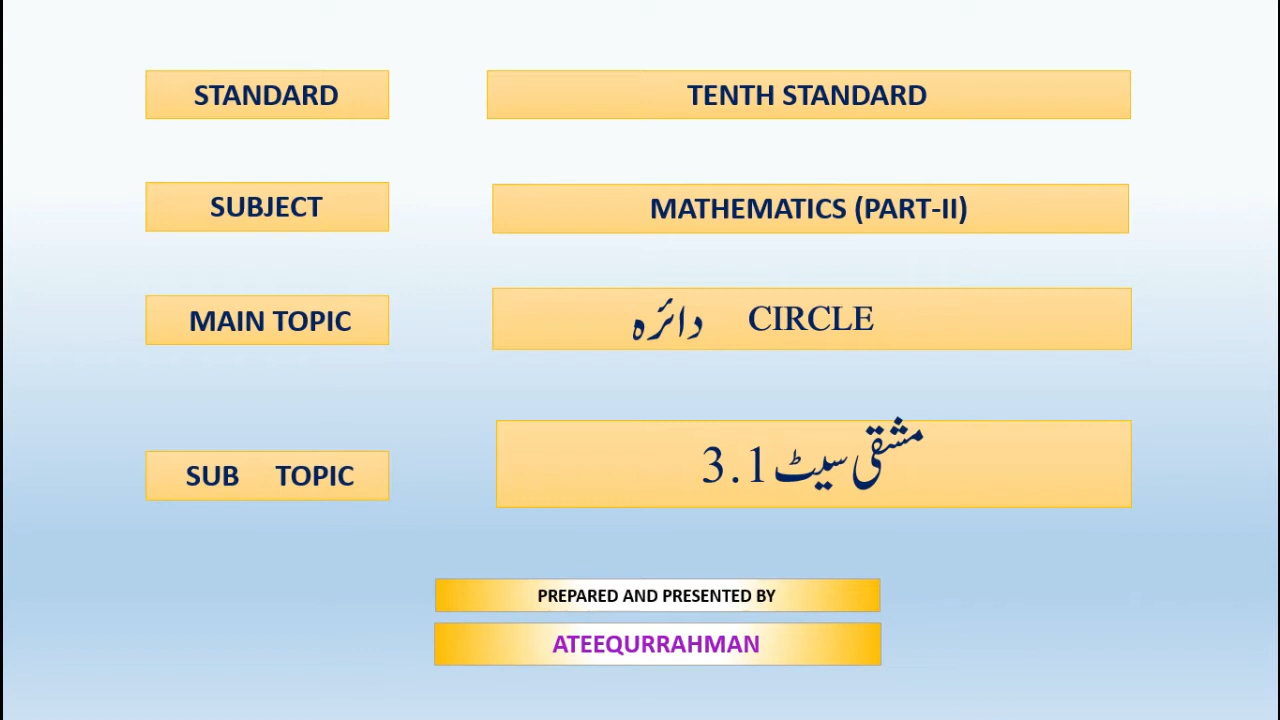 STANDARD TENTH STANDARD
SUBJECT MATHEMATICS (PART-II)
MAIN TOPIC دائرہ CIRCLE
SUB TOPIC مشقی سیٹ 3.1
PREPARED AND PRESENTED BY
ATEEQURRAHMAN